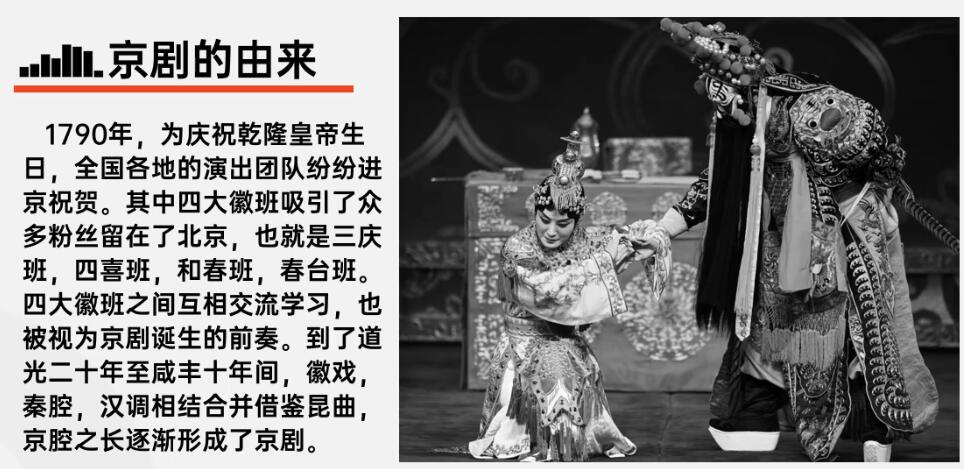 京剧的由来
1790年，为庆祝乾隆皇帝生
日，全国各地的演出团队纷纷进
京祝贺。其中四大徽班吸引了众
多粉丝留在了北京，也就是三庆
班，四喜班，和春班，春台班。
四大徽班之间互相交流学习，也
被视为京剧诞生的前奏。到了道
光二十年至咸丰十年间，徽戏，
秦腔，汉调相结合并借鉴昆曲，
京腔之长逐渐形成了京剧。